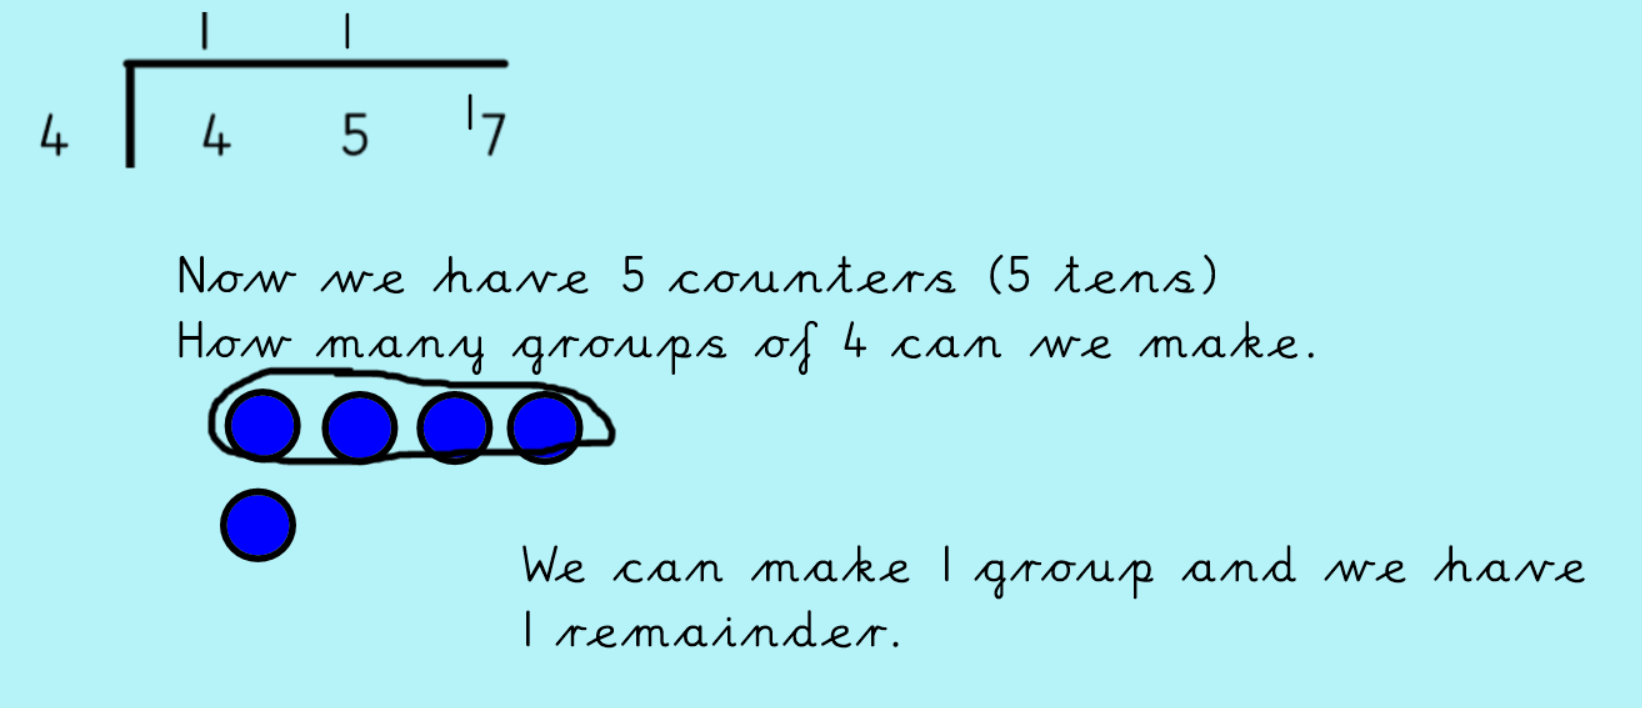 1 1
4 4 5 17
Now we have 5 counters (5 tens)
How many groups of 4 can we make.
We can make 1 group and we have
1 remainder.